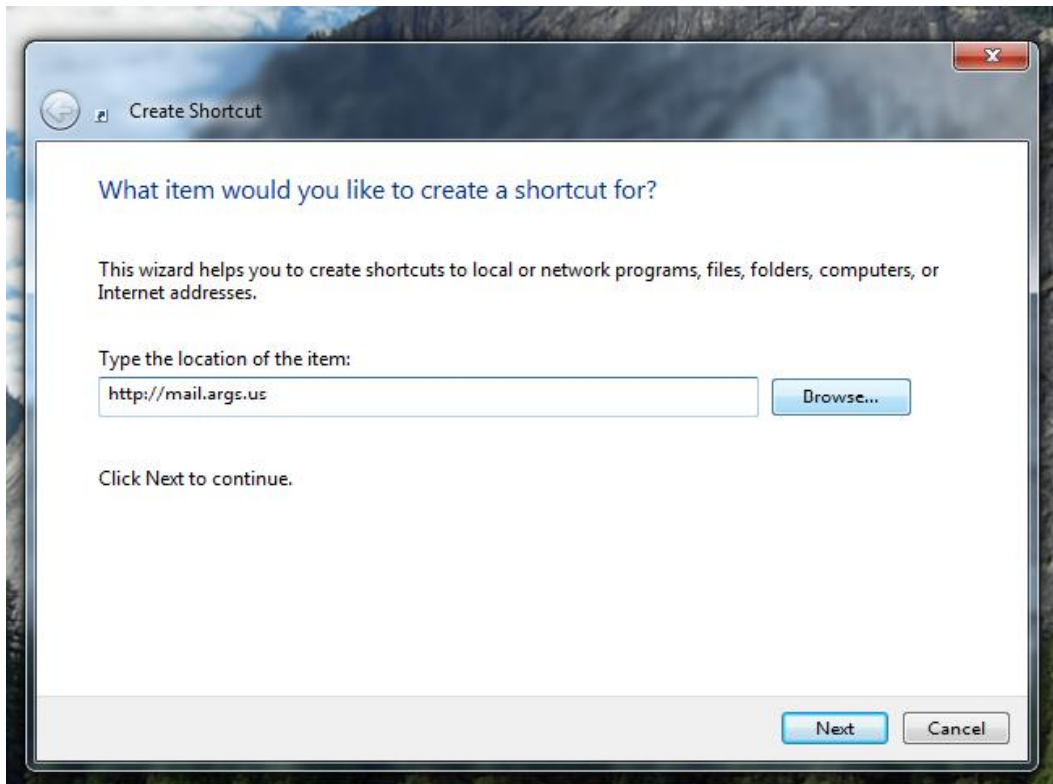 Create Shortcut
What item would you like to create a shortcut for?
This wizard helps you to create shortcuts to local or network programs, files, folders, computers, or
Internet addresses.
Type the location of the item:
http://mail.args.us
Browse...
Click Next to continue.
Next
Cancel